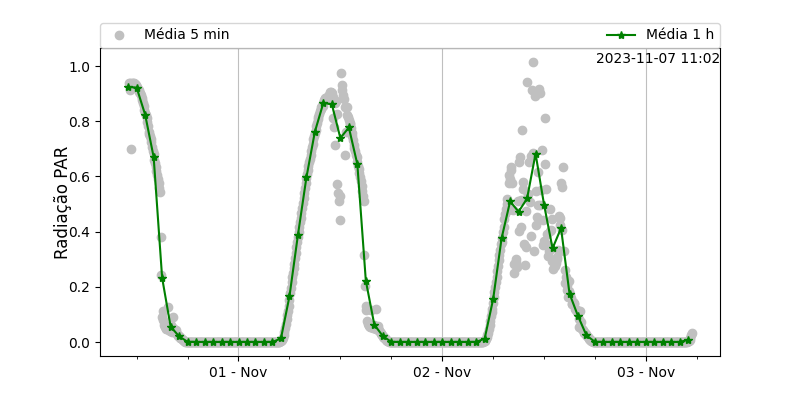 Média 5 min
Média 1 h
2023-11-07 11:02
Radiação PAR
1.0
0.8
0.6
0.4
0.2
0.0
01 - Nov
02 - Nov
03 - Nov